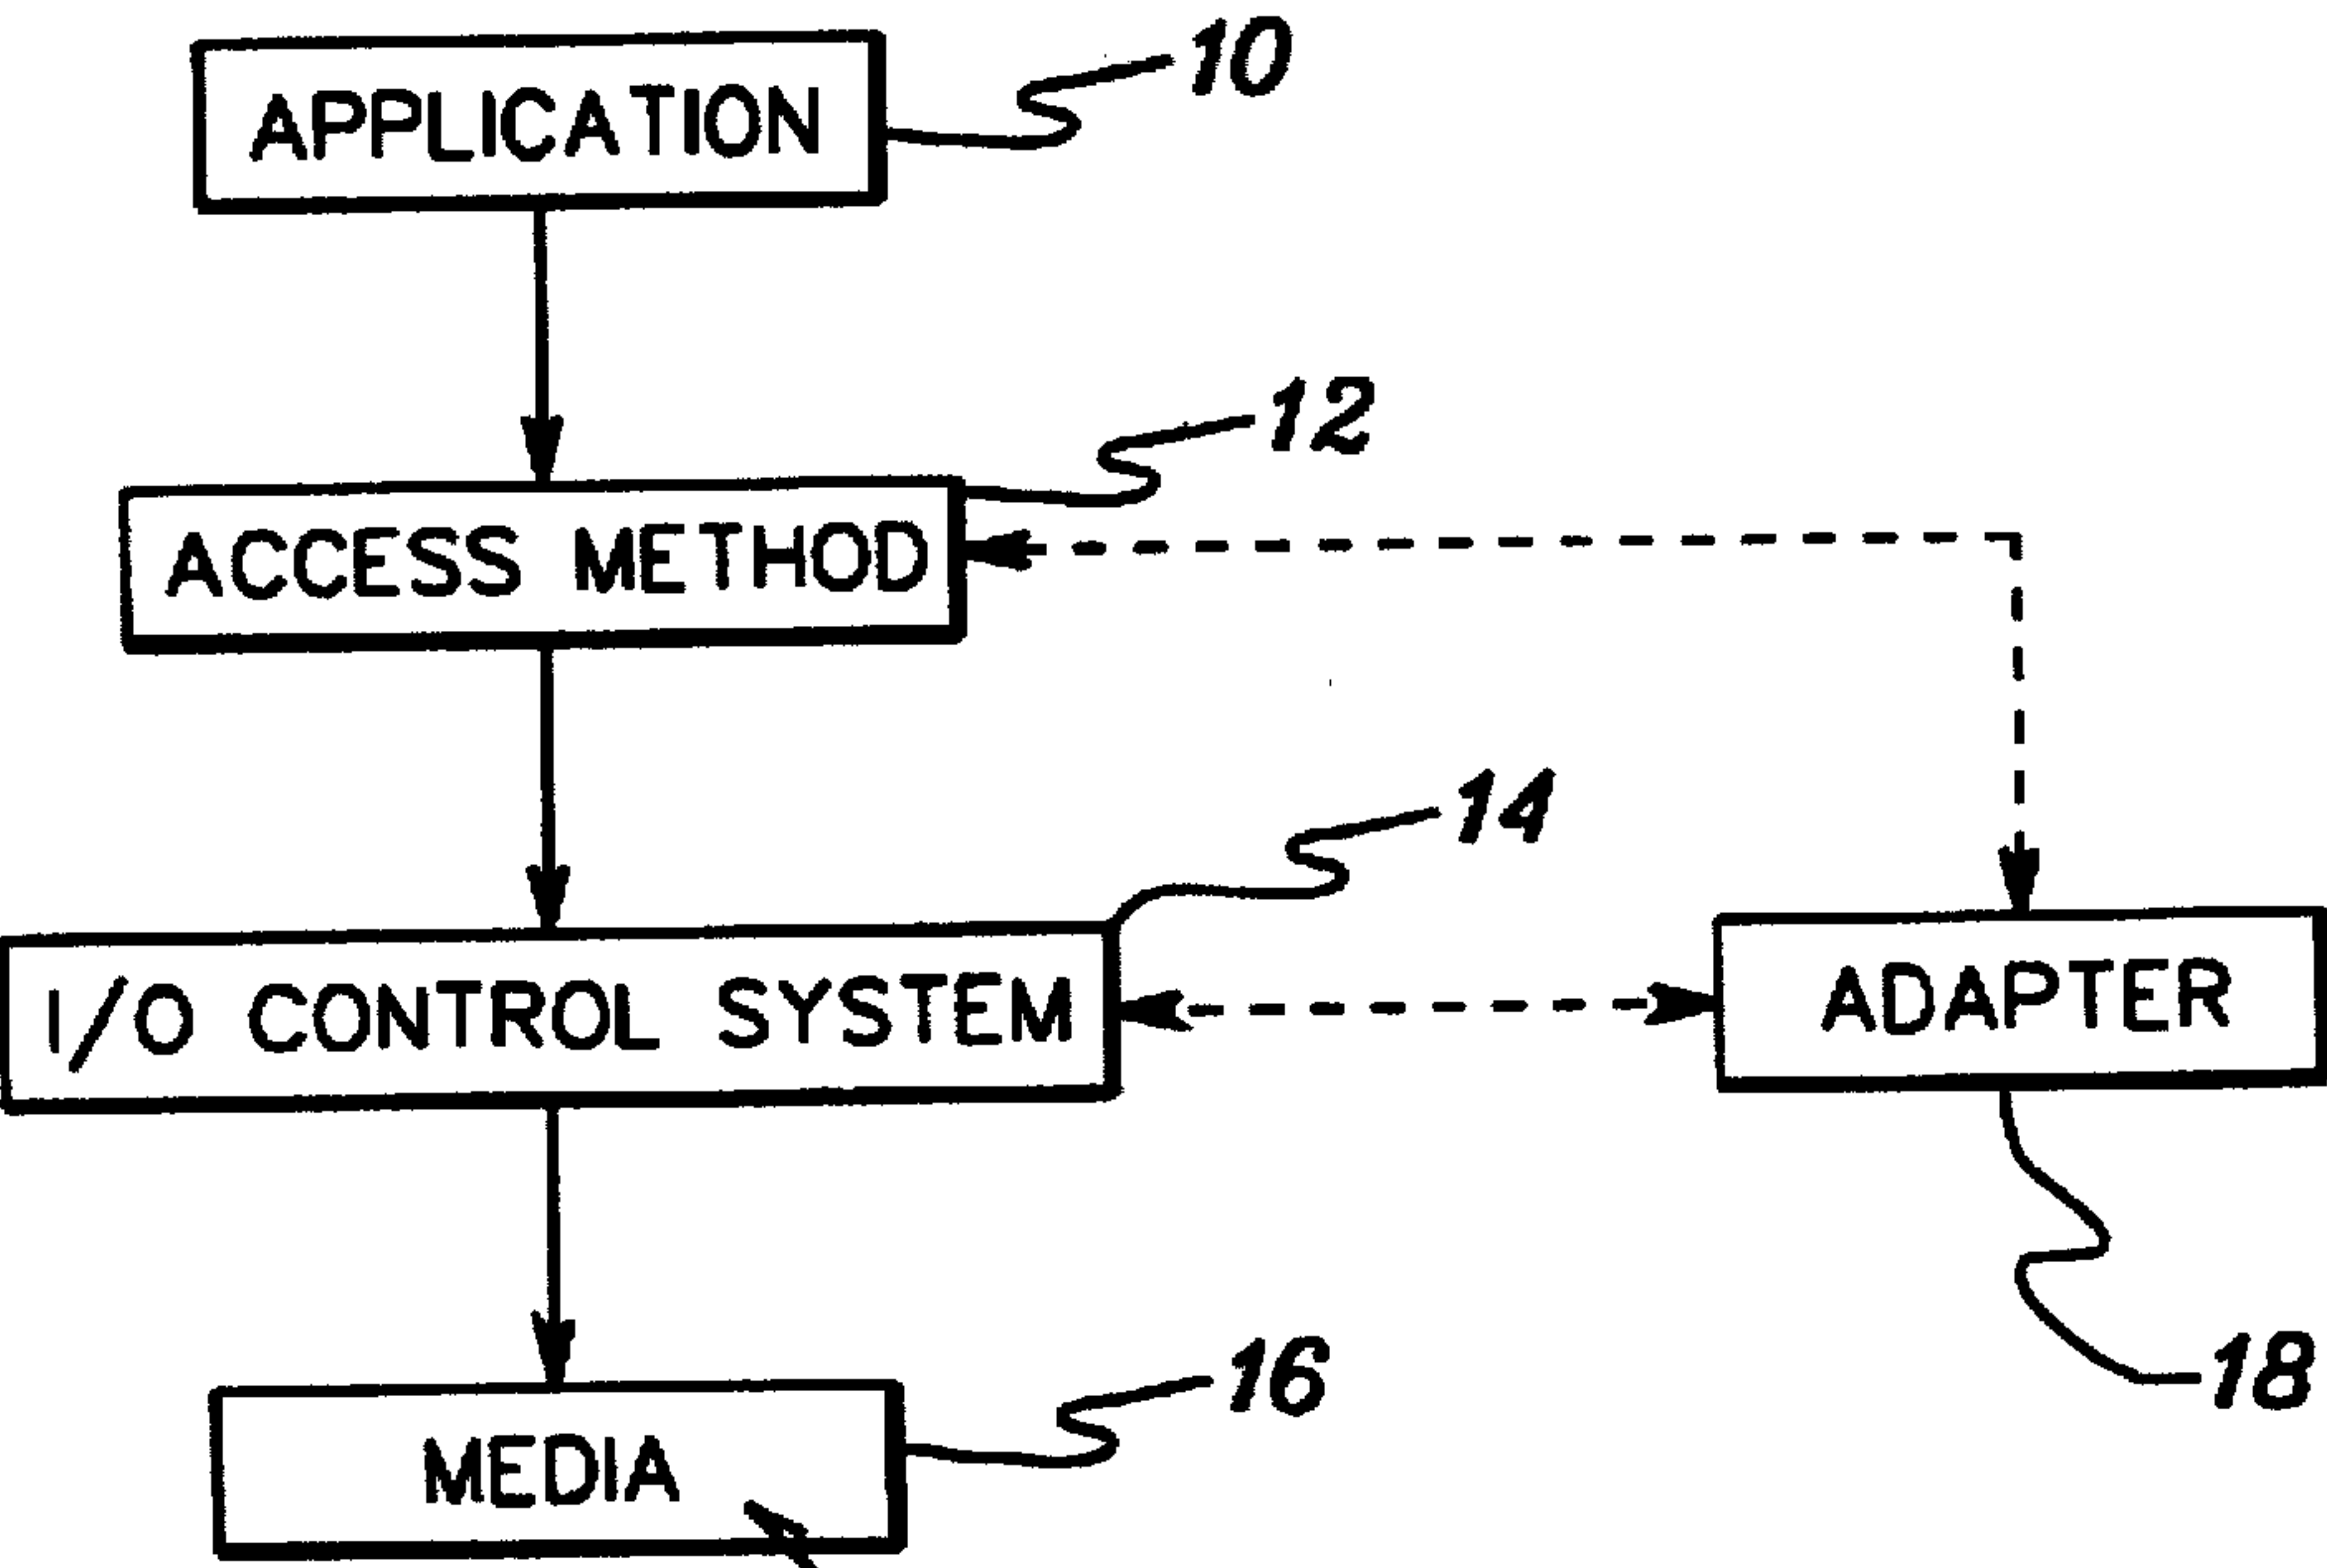 APPLICATION
10
ACCESS METHOD
12
I/O CONTROL SYSTEM
14
ADAPTER
18
MEDIA
16